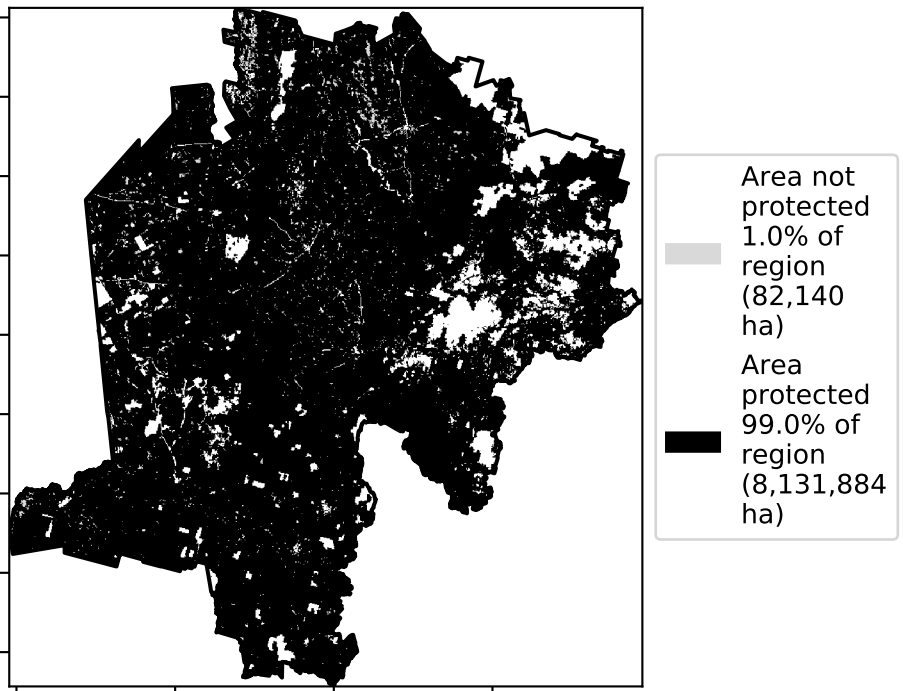 Area not
protected
1.0% of
region
(82,140
ha)
Area
protected
99.0% of
region
(8,131,884
ha)